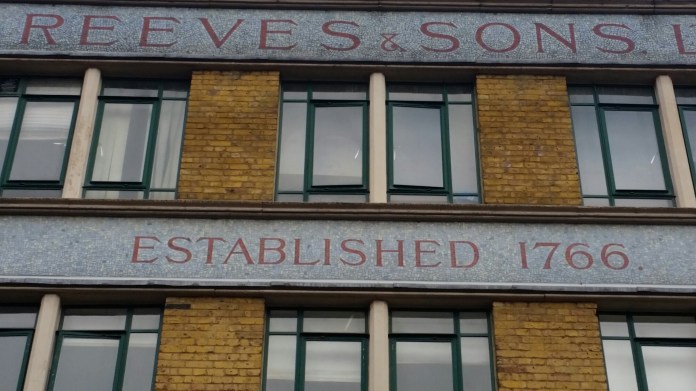 REEVES & SONS L
ESTABLISHED 1766.